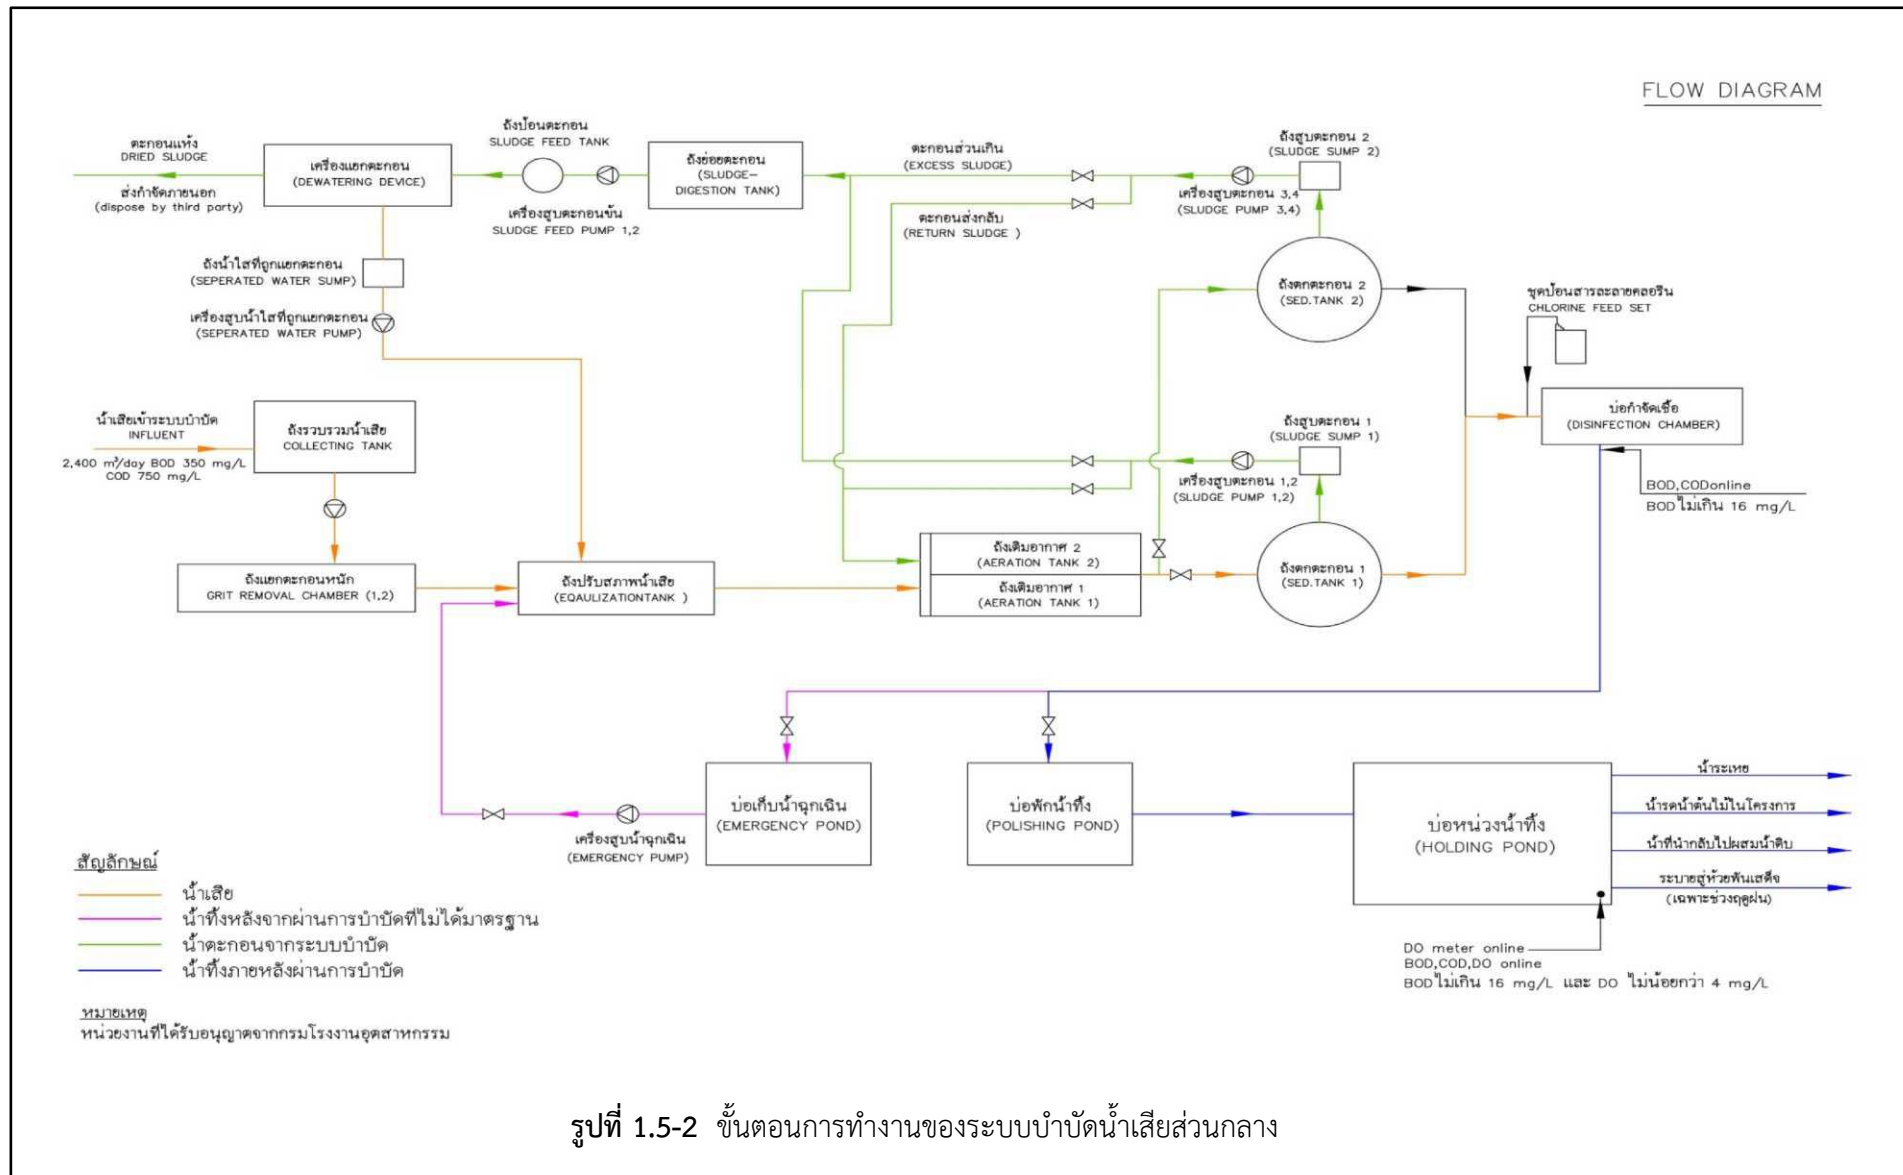 FLOW DIAGRAM
ตะกอนแห้ง
DRIED SLUDGE
ส่งกำจัดภายนอก
(dispose by third party)
เครื่องแยกตะกอน
(DEWATERING DEVICE)
ถังป้อนตะกอน
SLUDGE FEED TANK
เครื่องสูบตะกอนข้น
SLUDGE FEED PUMP 1,2
ถังย่อยตะกอน
(SLUDGE-
DIGESTION TANK)
ตะกอนส่วนเกิน
(EXCESS SLUDGE)
ตะกอนส่งกลับ
(RETURN SLUDGE )
ถังสูบตะกอน 2
(SLUDGE SUMP 2)
เครื่องสูบตะกอน 3,4
(SLUDGE PUMP 3,4)
ถังน้ำใสที่ถูกแยกตะกอน
(SEPERATED WATER SUMP)
เครื่องสูบน้ำใสที่ถูกแยกตะกอน
(SEPERATED WATER PUMP)
ถังตกตะกอน 2
(SED.TANK 2)
ชุดป้อนสารละลายคลอรีน
CHLORINE FEED SET
น้ำเสียเข้าระบบบำบัด
INFLUENT
2,400 m³/day BOD 350 mg/L
COD 750 mg/L
ถังรวบรวมน้ำเสีย
COLLECTING TANK
ถังสูบตะกอน 1
(SLUDGE SUMP 1)
เครื่องสูบตะกอน 1,2
(SLUDGE PUMP 1,2)
บ่อกำจัดเชื้อ
(DISINFECTION CHAMBER)
BOD,CODonline
BOD ไม่เกิน 16 mg/L
ถังแยกตะกอนหนัก
GRIT REMOVAL CHAMBER (1,2)
ถังปรับสภาพน้ำเสีย
(EQAULIZATIONTANK )
ถังเติมอากาศ 2
(AERATION TANK 2)
ถังเติมอากาศ 1
(AERATION TANK 1)
ถังตกตะกอน 1
(SED.TANK 1)
บ่อเก็บน้ำฉุกเฉิน
(EMERGENCY POND)
เครื่องสูบน้ำฉุกเฉิน
(EMERGENCY PUMP)
บ่อพักน้ำทิ้ง
(POLISHING POND)
บ่อหน่วงน้ำทิ้ง
(HOLDING POND)
น้ำระเหย
น้ำรดน้ำต้นไม้ในโครงการ
น้ำที่นำกลับไปผสมน้ำดิบ
ระบายสู่ห้วยพันเสด็จ
(เฉพาะช่วงฤดูฝน)
DO meter online
BOD,COD,DO online
BOD ไม่เกิน 16 mg/L และ DO ไม่น้อยกว่า 4 mg/L
สัญลักษณ์
น้ำเสีย
น้ำทิ้งหลังจากผ่านการบำบัดที่ไม่ได้มาตรฐาน
น้ำตะกอนจากระบบบำบัด
น้ำทิ้งภายหลังผ่านการบำบัด
หมายเหตุ
หน่วยงานที่ได้รับอนุญาตจากกรมโรงงานอุตสาหกรรม
รูปที่ 1.5-2 ขั้นตอนการทำงานของระบบบำบัดน้ำเสียส่วนกลาง